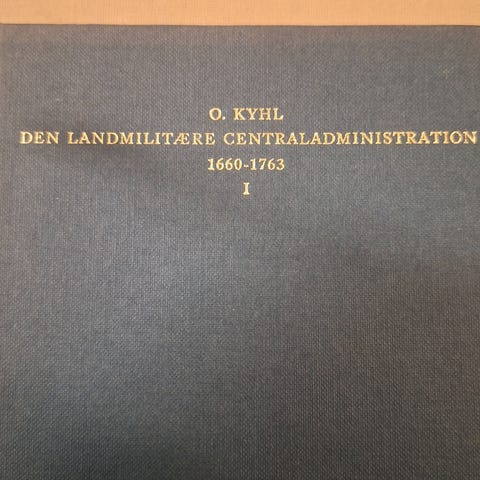 O. KYHL
DEN LANDMILITÆRE CENTRALADMINISTRATION
1660-1763
I